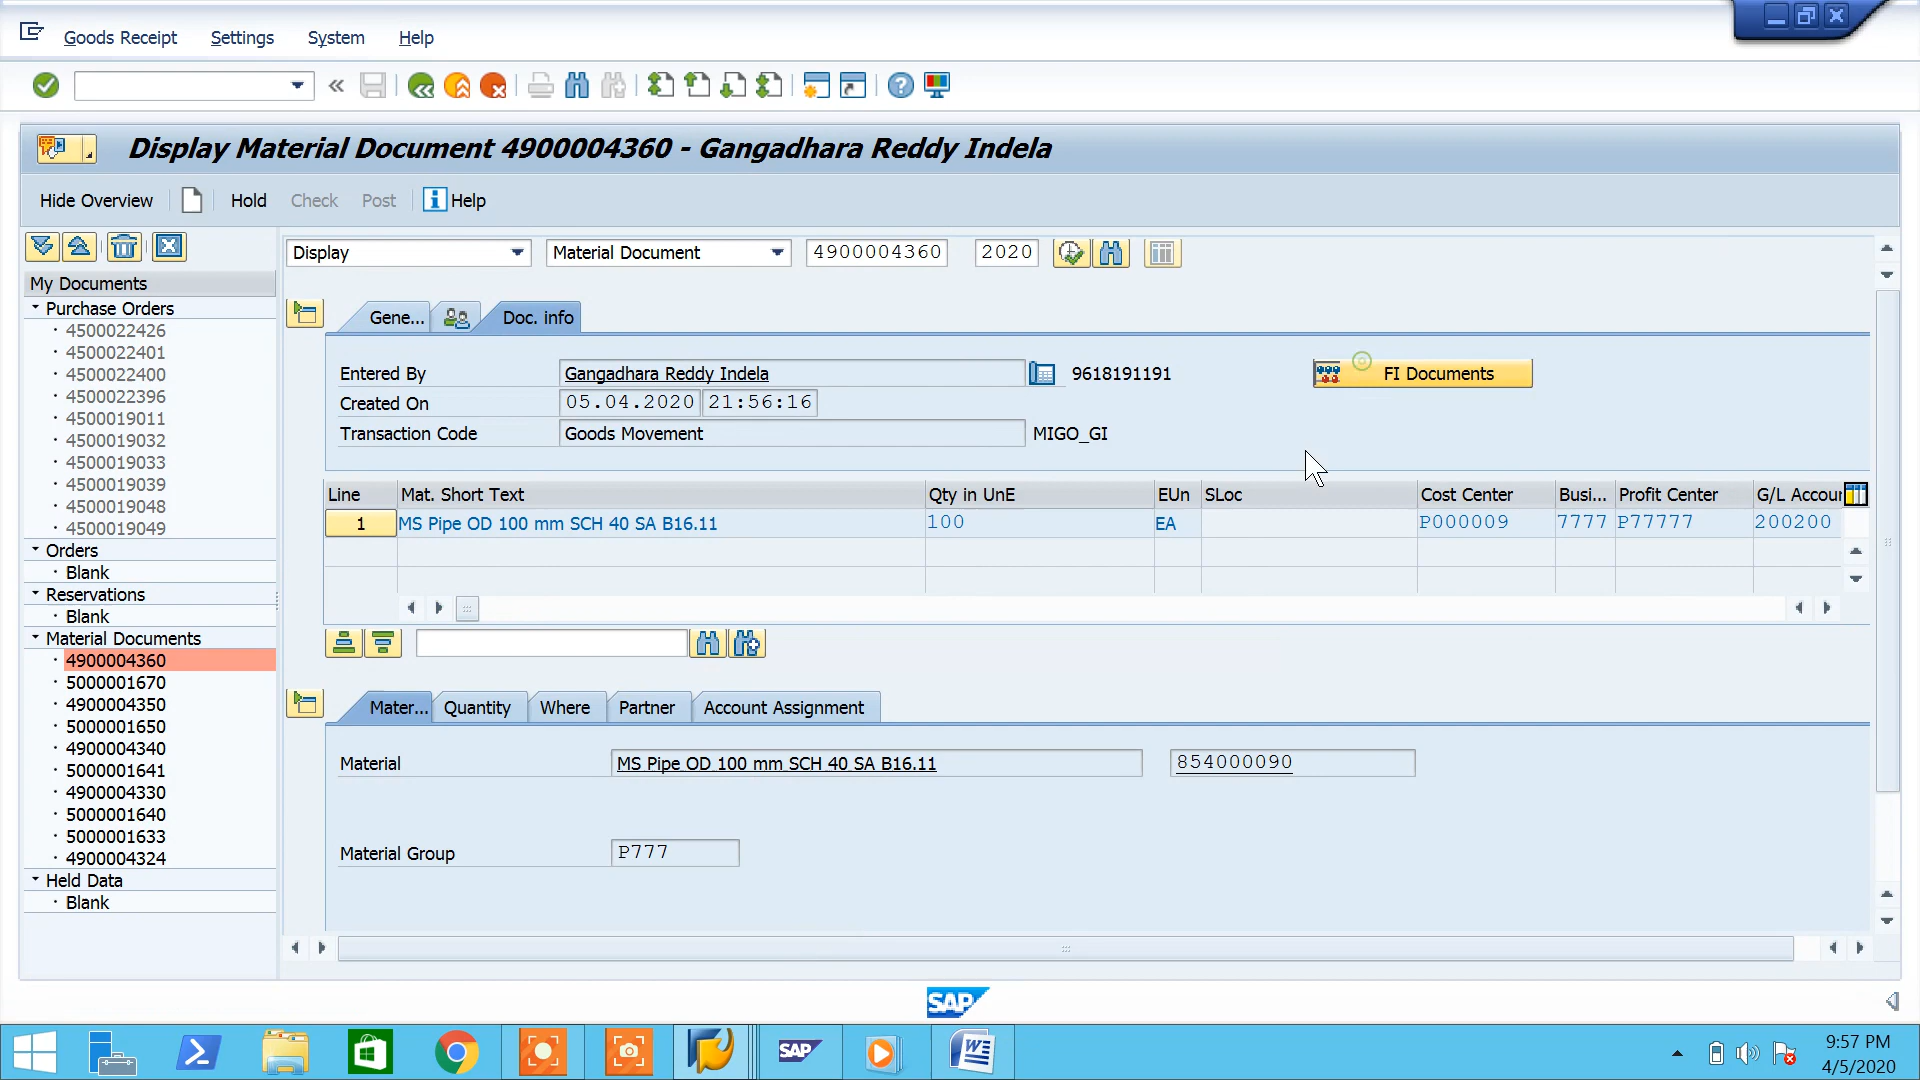 Goods Receipt Settings System Help
Display Material Document 4900004360 - Gangadhara Reddy Indela
Hide Overview Hold Check Post Help
My Documents
Purchase Orders
4500022426
4500022401
4500022400
4500022396
4500019011
4500019032
4500019033
4500019039
4500019048
4500019049
Orders
Blank
Reservations
Blank
Material Documents
4900004360
5000001670
4900004350
5000001650
4900004340
5000001641
4900004330
5000001640
5000001633
4900004324
Held Data
Blank
Display Material Document 4900004360 2020
Gene... Doc. info
Entered By Gangadhara Reddy Indela 9618191191 FI Documents
Created On 05.04.2020 21:56:16
Transaction Code Goods Movement MIGO_GI
Line Mat. Short Text Qty in UnE EUn SLoc Cost Center Busi... Profit Center G/L Accour
1 MS Pipe OD 100 mm SCH 40 SA B16.11 100 EA P000009 7777 P77777 200200
Mater... Quantity Where Partner Account Assignment
Material MS Pipe OD 100 mm SCH 40 SA B16.11 854000090
Material Group P777
SAP
SAP
9:57 PM
4/5/2020